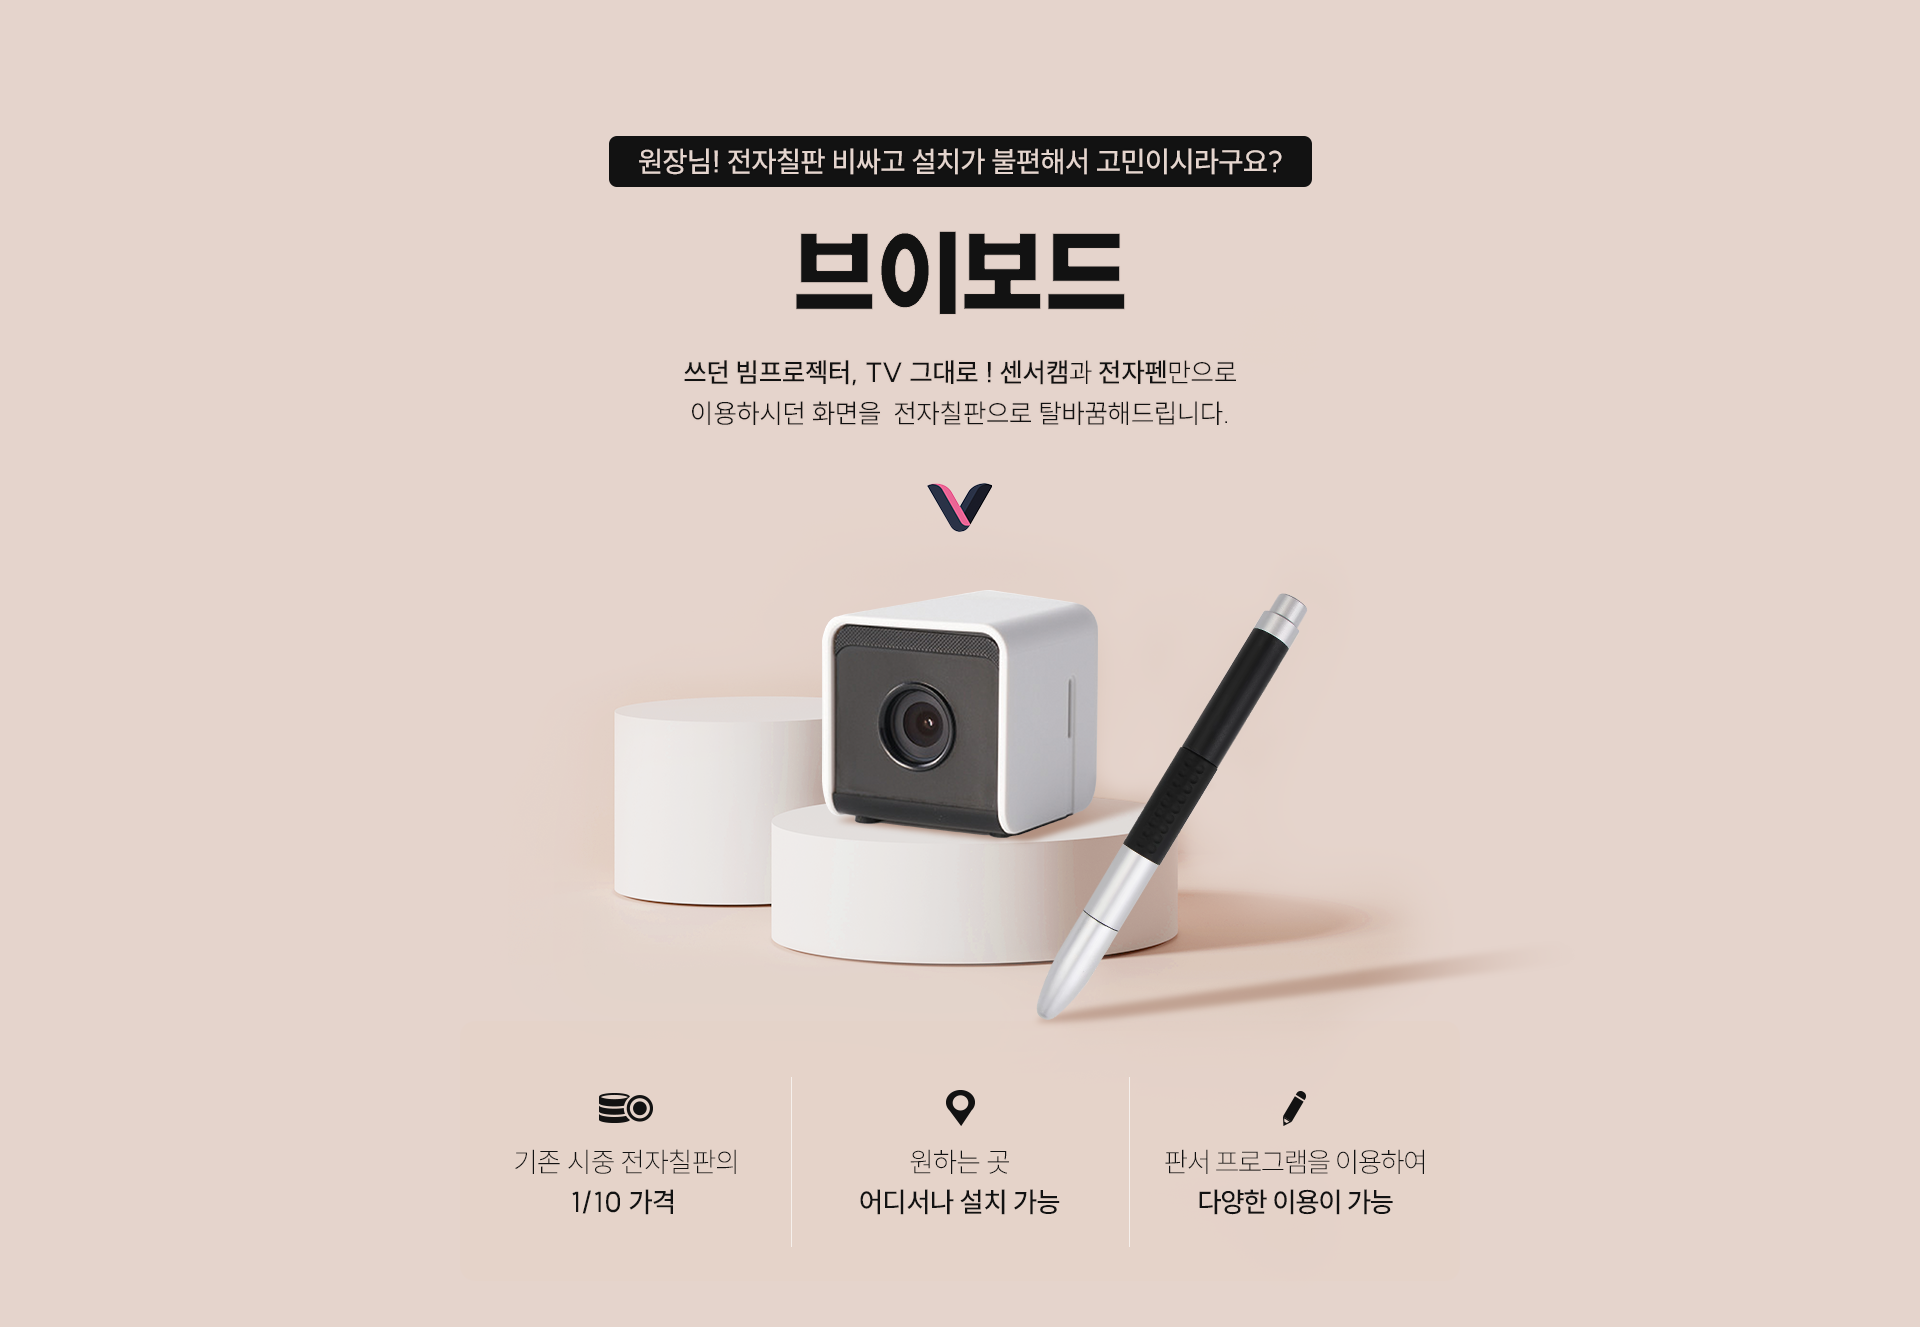 원장님! 전자칠판 비싸고 설치가 불편해서 고민이시라구요?
브이보드
쓰던 빔프로젝터, TV 그대로 ! 센서캠과 전자펜만으로
이용하시던 화면을 전자칠판으로 탈바꿈해드립니다.
기존 시중 전자칠판의
1/10 가격
원하는 곳
어디서나 설치 가능
판서 프로그램을 이용하여
다양한 이용이 가능